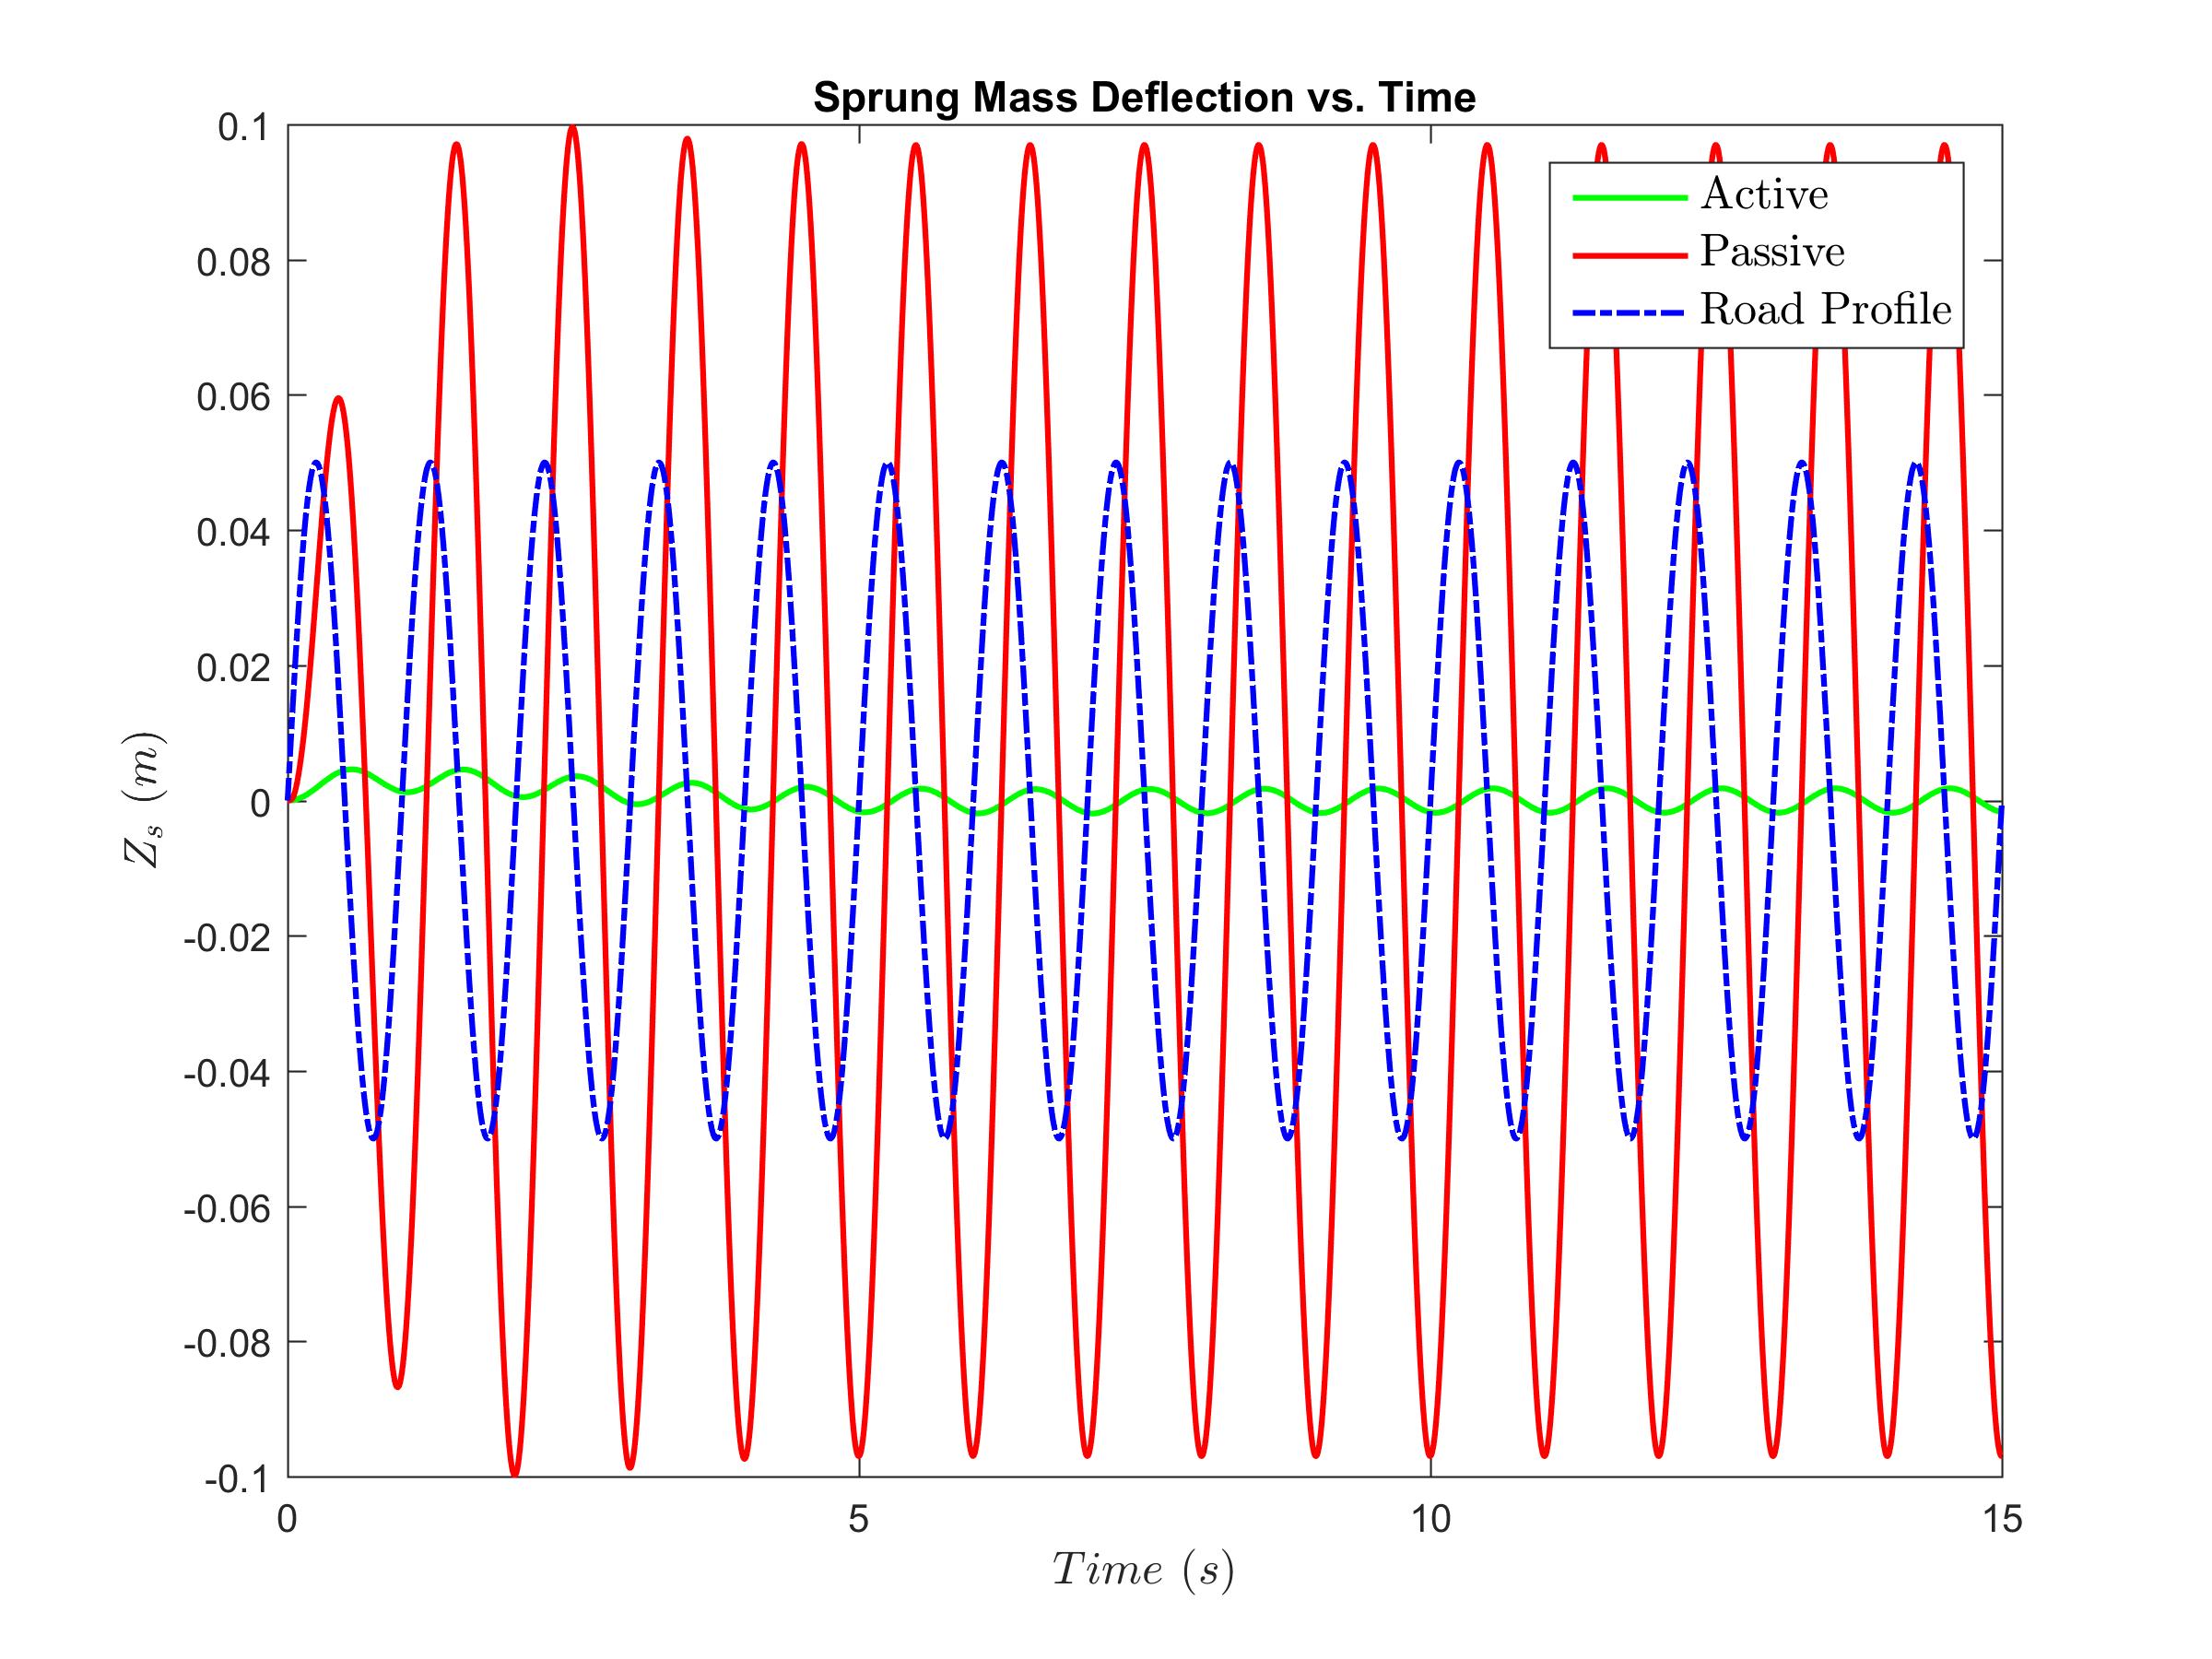 Sprung Mass Deflection vs. Time
0.1
0.08
0.06
0.04
0.02
0
-0.02
-0.04
-0.06
-0.08
-0.1
Z_s (m)
Active
Passive
Road Profile
0 5 10 15
Time (s)